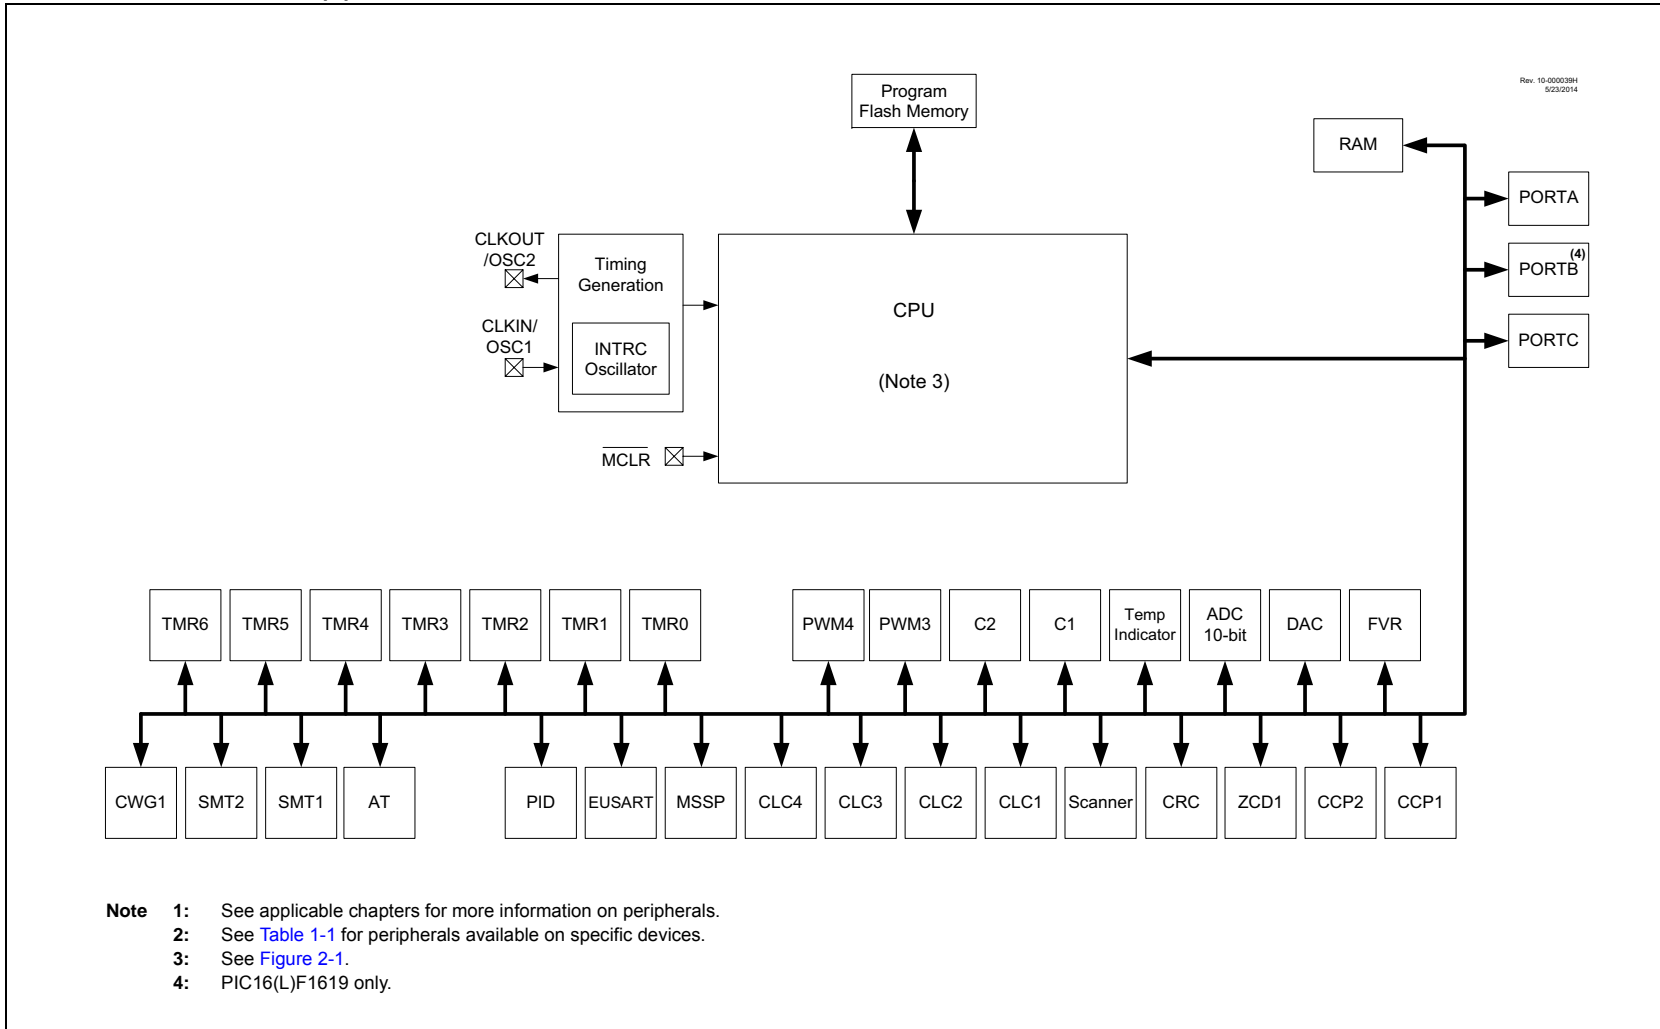 Rev. 10-000039H
5/23/2014
Program
Flash Memory
RAM
PORTA
PORTB(4)
PORTC
CLKOUT
/OSC2
Timing
Generation
CLKIN/
OSC1
INTRC
Oscillator
CPU
(Note 3)
MCLR
TMR6
TMR5
TMR4
TMR3
TMR2
TMR1
TMR0
PWM4
PWM3
C2
C1
Temp
Indicator
ADC
10-bit
DAC
FVR
CWG1
SMT2
SMT1
AT
PID
EUSART
MSSP
CLC4
CLC3
CLC2
CLC1
Scanner
CRC
ZCD1
CCP2
CCP1
Note 1: See applicable chapters for more information on peripherals.
2: See Table 1-1 for peripherals available on specific devices.
3: See Figure 2-1.
4: PIC16(L)F1619 only.